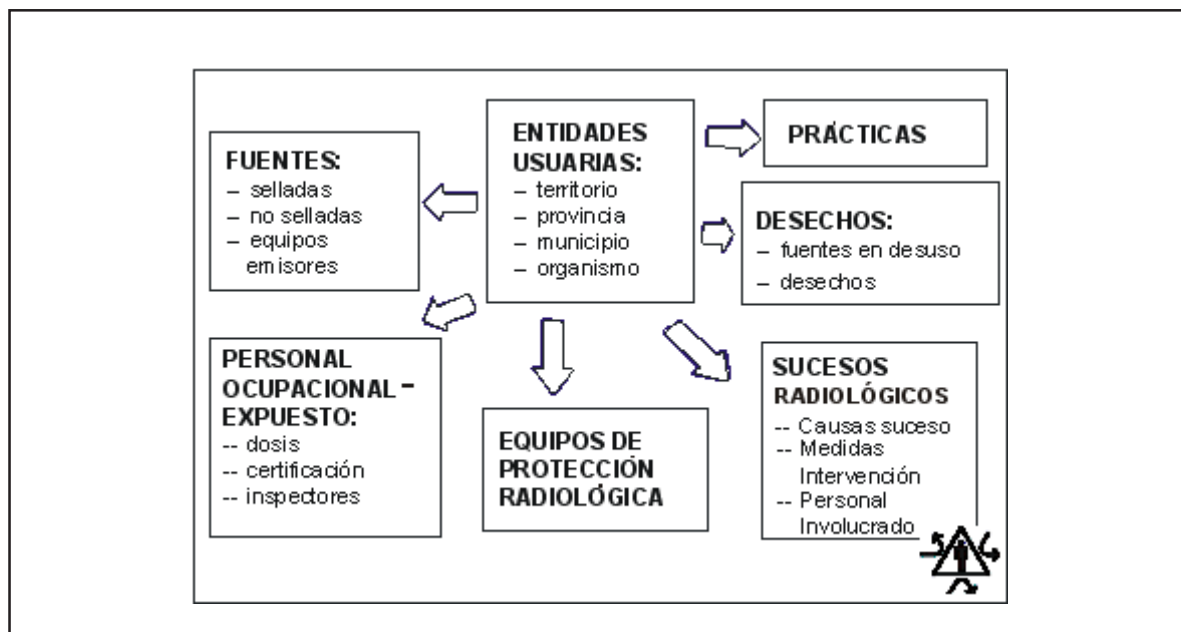 FUENTES:
– selladas
– no selladas
– equipos
emisores
ENTIDADES
USUARIAS:
– territorio
– provincia
– municipio
– organismo
PRÁCTICAS
DESECHOS:
– fuentes en desuso
– desechos
PERSONAL
OCUPACIONAL –
EXPUESTO:
-- dosis
-- certificación
-- inspectores
EQUIPOS DE
PROTECCIÓN
RADIOLÓGICA
SUCESOS
RADIOLÓGICOS
-- Causas suceso
-- Medidas
Intervención
-- Personal
Involucrado